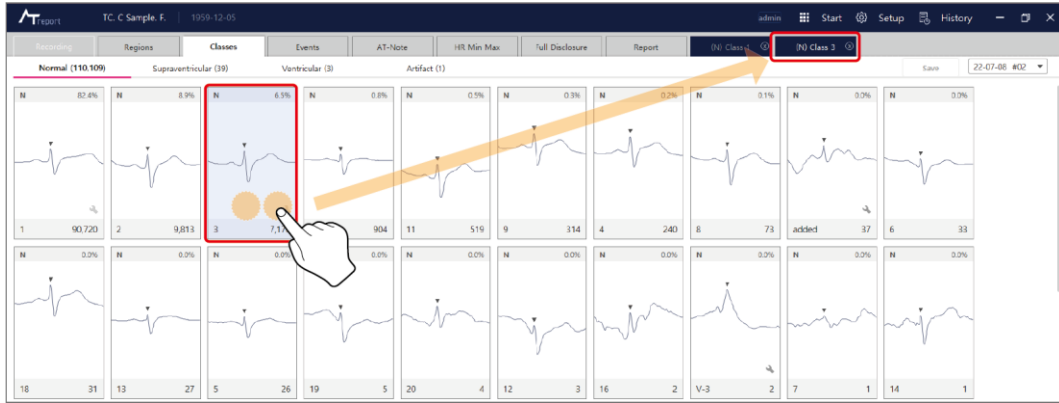 ATreport TC. C Sample. F. 1959-12-05 admin Start Setup History
Recording Regions Classes Events AT-Note HR Min Max Full Disclosure Report (N) Class (N) Class 3
Normal (110.109) Supraventricular (39) Ventricular (3) Artifact (1) Save 22-07-08 #02
N 82.4% N 8.9% N 6.5% N 0.8% N 0.5% N 0.3% N 0.2% N 0.1% N 0.0% N 0.0%
1 90,720 2 9,813 3 904 11 519 9 314 4 240 8 73 added 37 6 33
N 0.0% N 0.0% N 0.0% 0.0% N 0.0% N 0.0% N 0.0% N 0.0% N 0.0% N 0.0%
18 31 13 27 5 26 19 5 20 4 12 3 16 2 V-3 2 7 1 14 1